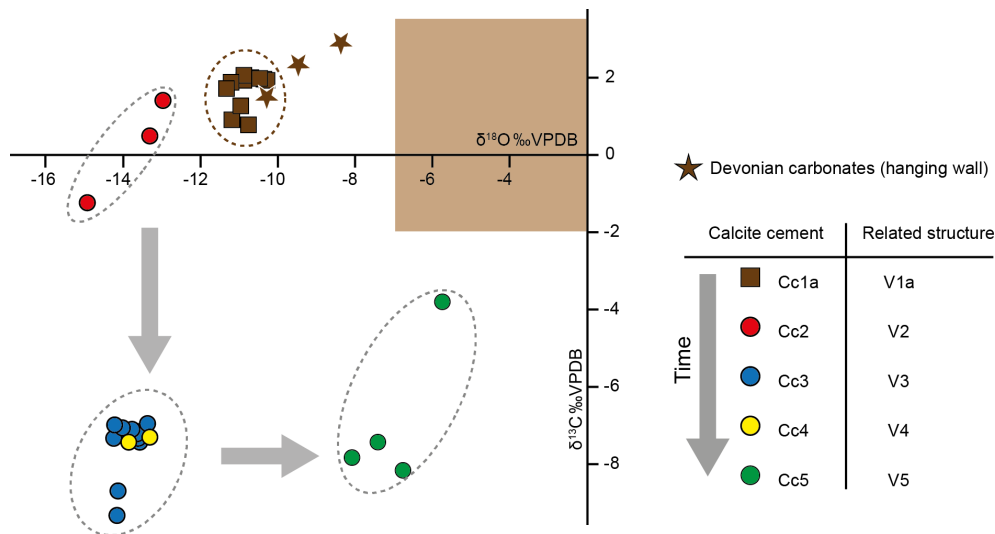 2
δ¹⁸O ‰VPDB
0
-16
-14
-12
-10
-8
-6
-4
-2
-4
δ¹³C ‰VPDB
-6
-8
Devonian carbonates (hanging wall)
Calcite cement
Related structure
Time
Cc1a
V1a
Cc2
V2
Cc3
V3
Cc4
V4
Cc5
V5